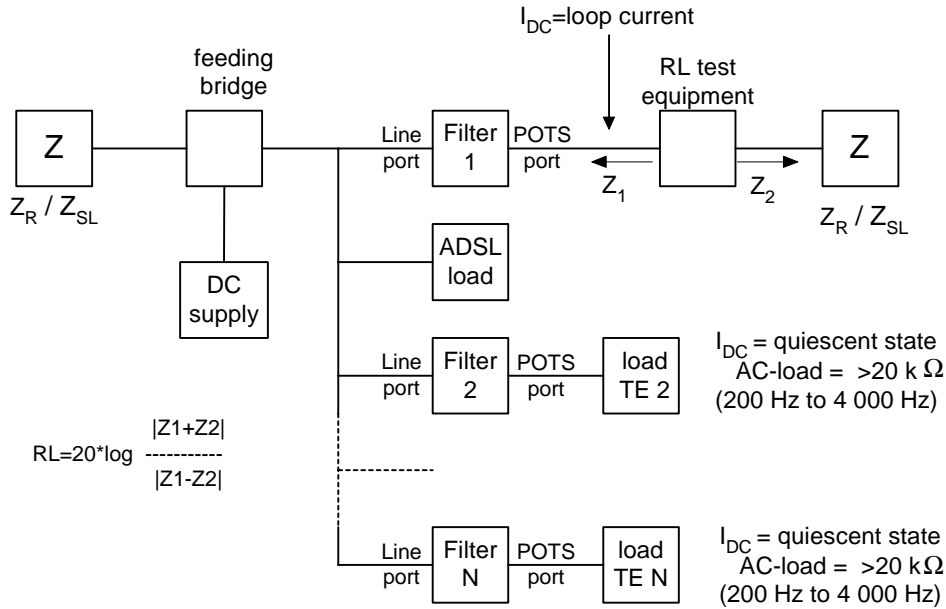 I_DC=loop current
feeding
bridge
RL test
equipment
Z
Line
port
Filter
1
POTS
port
Z_1
Z_2
Z
Z_R / Z_SL
Z_R / Z_SL
ADSL
load
DC
supply
Line
port
Filter
2
POTS
port
load
TE 2
I_DC = quiescent state
AC-load = >20 k Ω
(200 Hz to 4 000 Hz)
RL=20*log
|Z1+Z2|
-----------
|Z1-Z2|
Line
port
Filter
N
POTS
port
load
TE N
I_DC = quiescent state
AC-load = >20 k Ω
(200 Hz to 4 000 Hz)